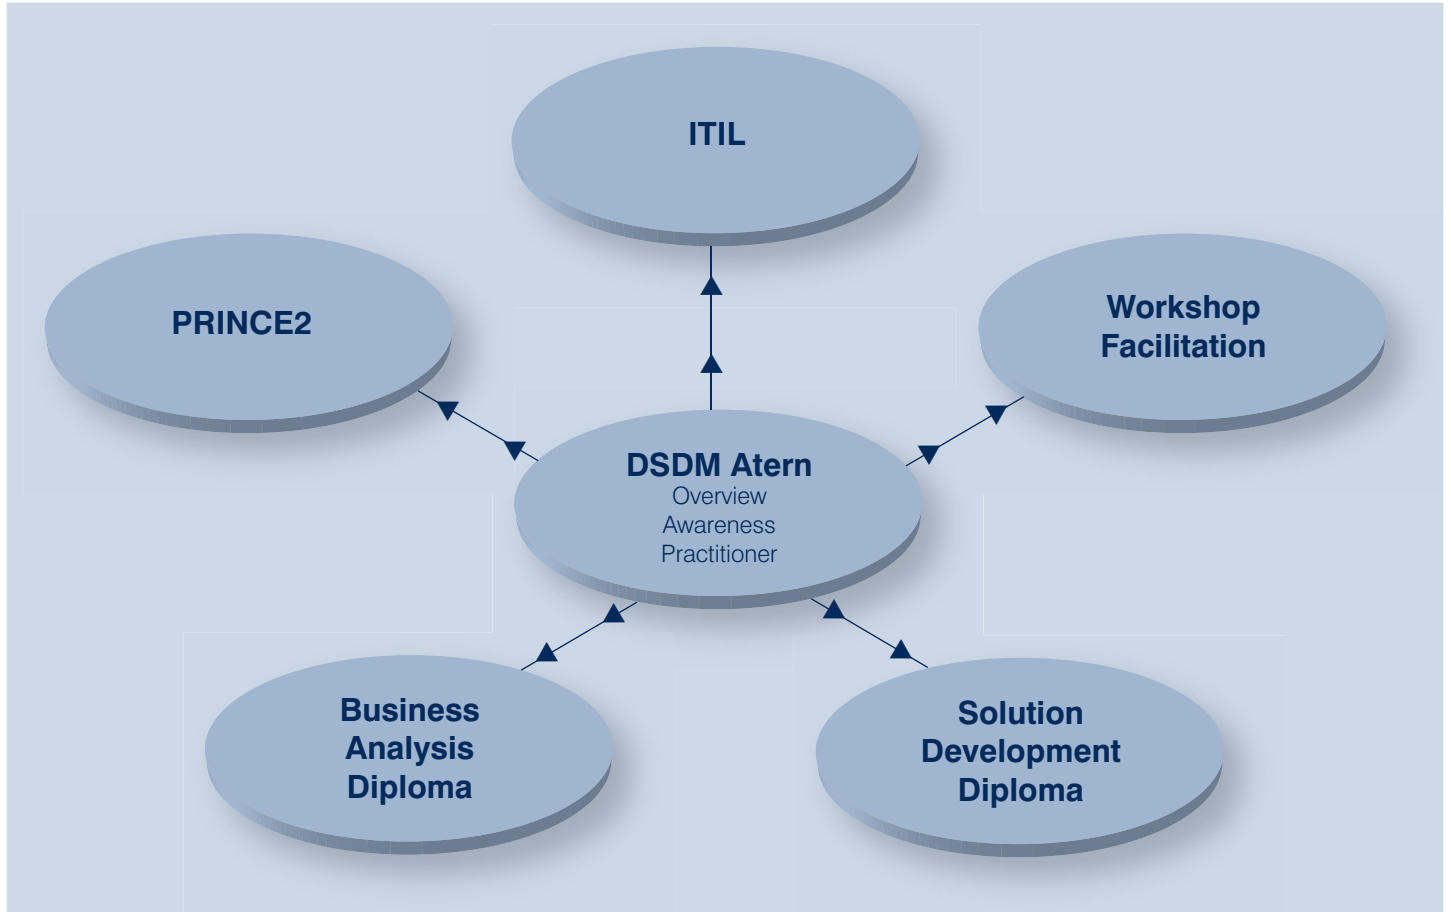 ITIL
PRINCE2
Workshop
Facilitation
DSDM Atern
Overview
Awareness
Practitioner
Business
Analysis
Diploma
Solution
Development
Diploma